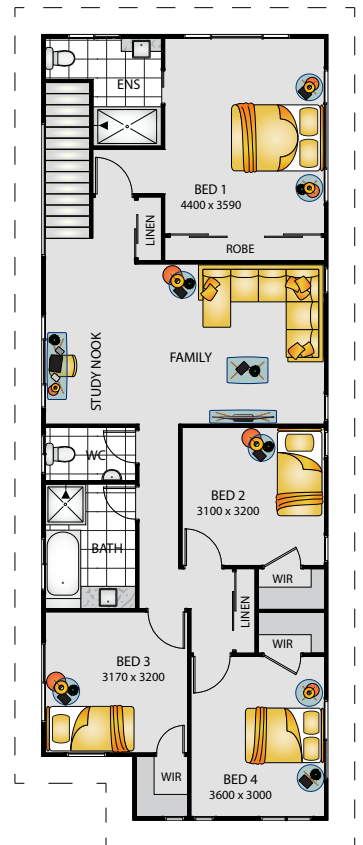 ENS
BED 1
4400 x 3590
LINEN
ROBE
FAMILY
STUDY NOOK
WC
BED 2
3100 x 3200
BATH
WIR
LINEN
WIR
BED 3
3170 x 3200
WIR
BED 4
3600 x 3000